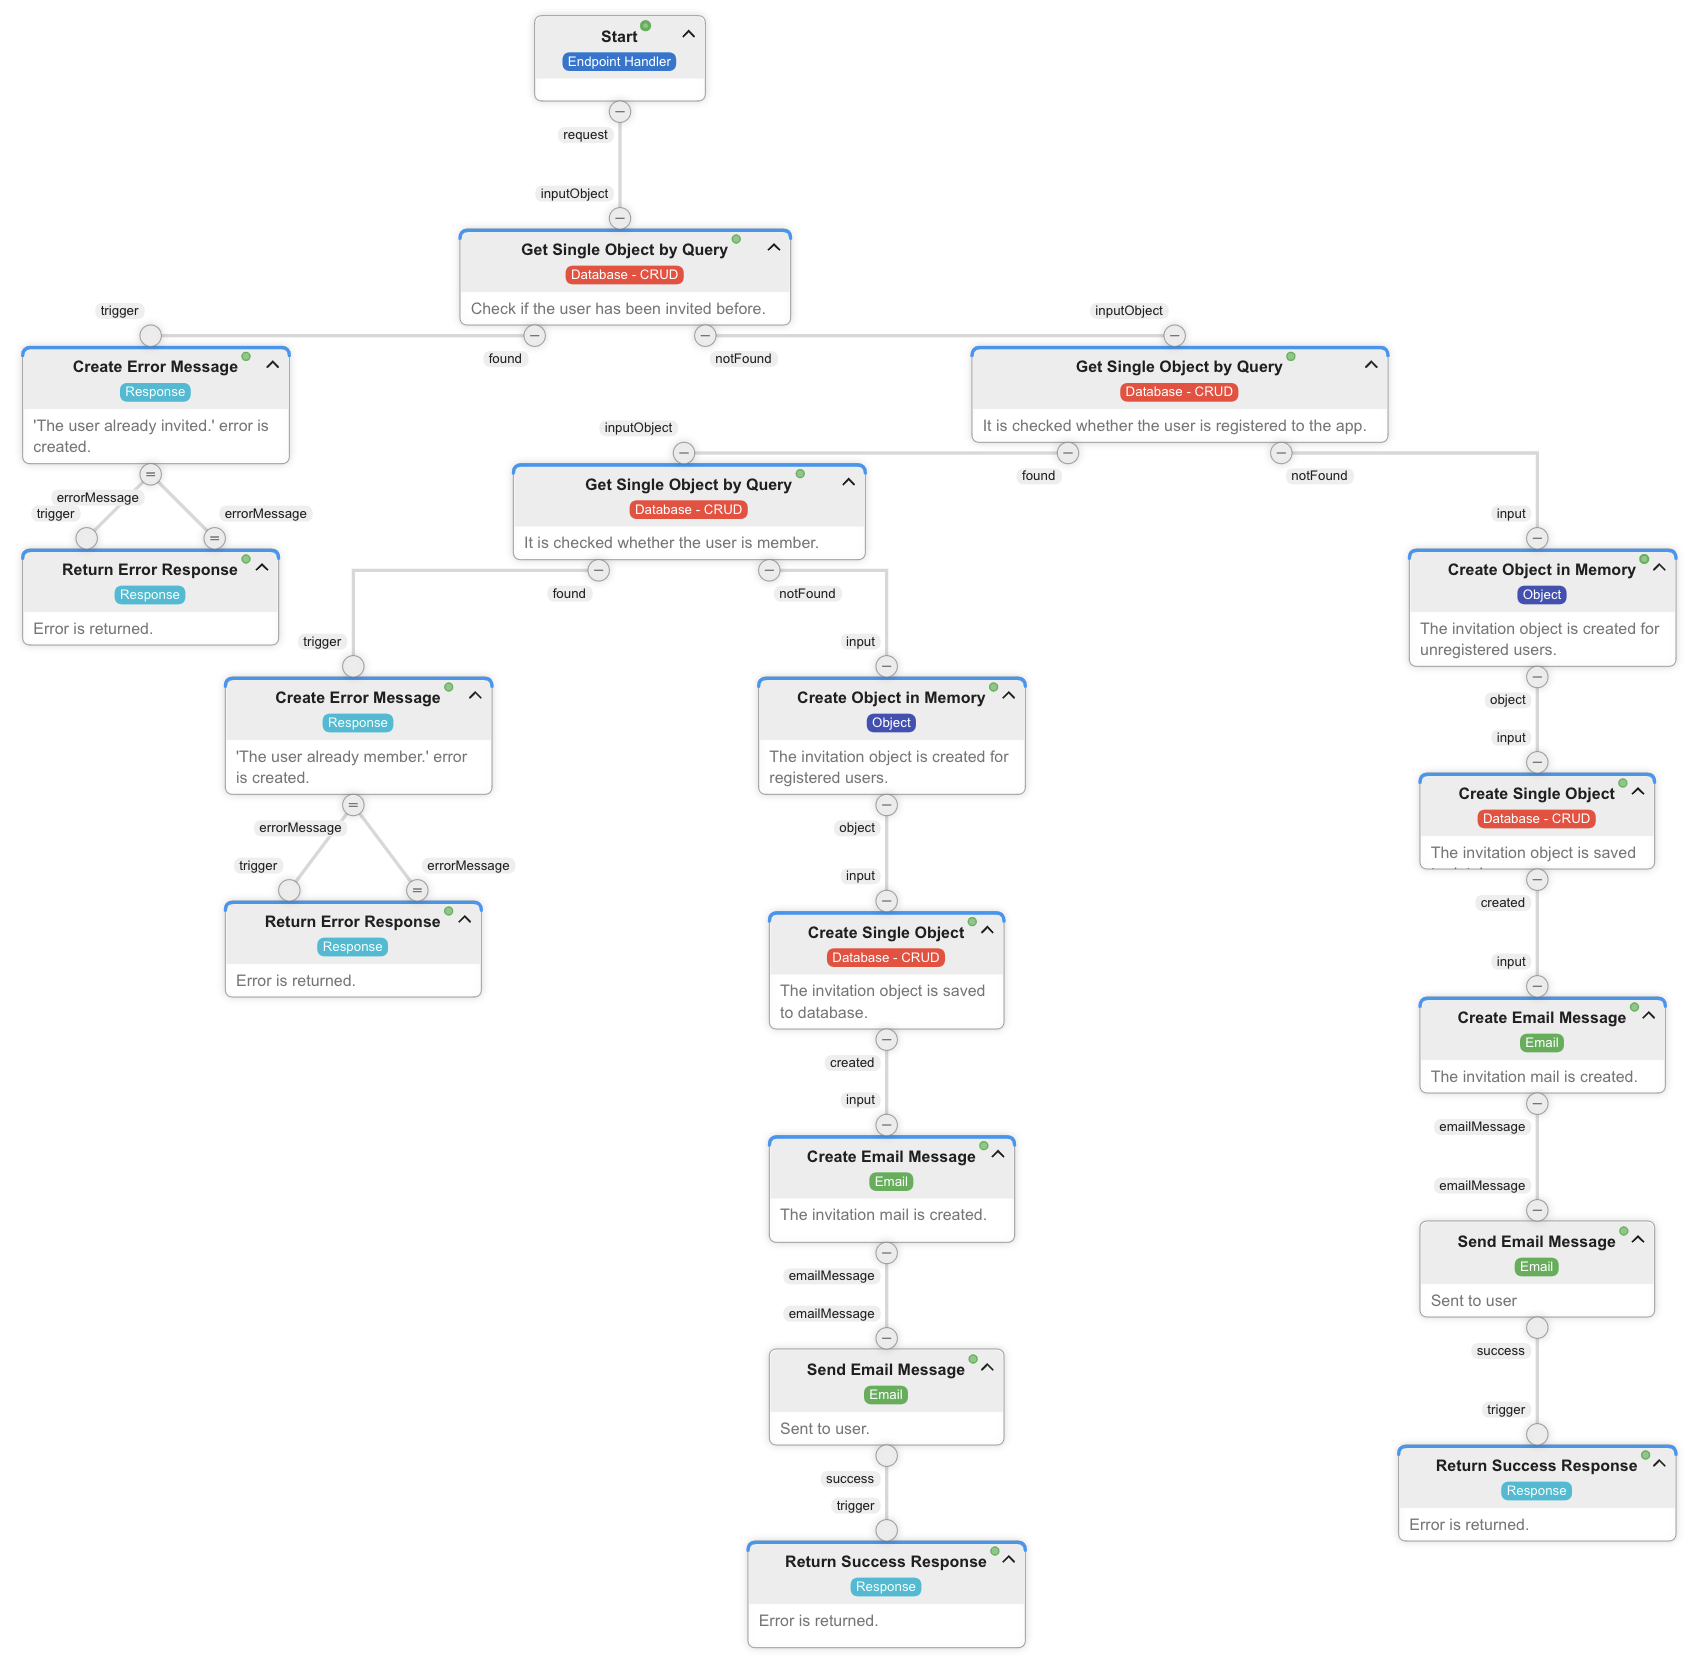 Start
Endpoint Handler
request
inputObject
Get Single Object by Query
Database - CRUD
Check if the user has been invited before.
trigger
found
notFound
inputObject
Create Error Message
Response
'The user already invited.' error is
created.
errorMessage
trigger
errorMessage
Return Error Response
Response
Error is returned.
Get Single Object by Query
Database - CRUD
It is checked whether the user is registered to the app.
inputObject
found
notFound
Get Single Object by Query
Database - CRUD
It is checked whether the user is member.
found
notFound
trigger
Create Error Message
Response
'The user already member.' error
is created.
errorMessage
trigger
errorMessage
Return Error Response
Response
Error is returned.
input
Create Object in Memory
Object
The invitation object is created for
registered users.
object
input
Create Single Object
Database - CRUD
The invitation object is saved
to database.
created
input
Create Email Message
Email
The invitation mail is created.
emailMessage
emailMessage
Send Email Message
Email
Sent to user.
success
trigger
Return Success Response
Response
Error is returned.
input
Create Object in Memory
Object
The invitation object is created for
unregistered users.
object
input
Create Single Object
Database - CRUD
The invitation object is saved
created
input
Create Email Message
Email
The invitation mail is created.
emailMessage
emailMessage
Send Email Message
Email
Sent to user
success
trigger
Return Success Response
Response
Error is returned.